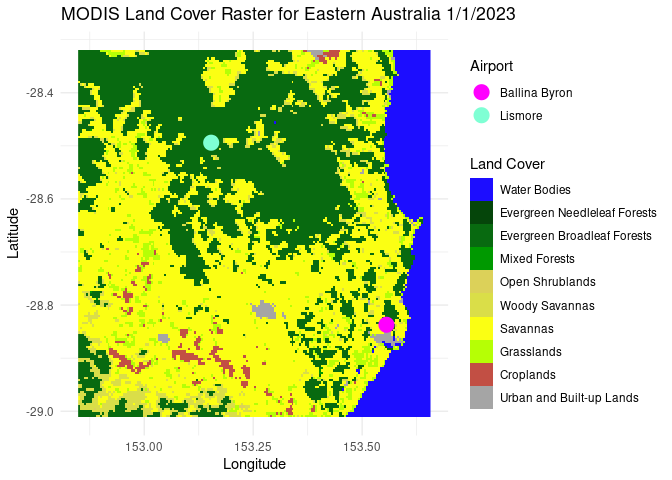 MODIS Land Cover Raster for Eastern Australia 1/1/2023
-28.4
-28.6
-28.8
-29.0
Latitude
153.00
153.25
153.50
Longitude
Airport
Ballina Byron
Lismore
Land Cover
Water Bodies
Evergreen Needleleaf Forests
Evergreen Broadleaf Forests
Mixed Forests
Open Shrublands
Woody Savannas
Savannas
Grasslands
Croplands
Urban and Built-up Lands